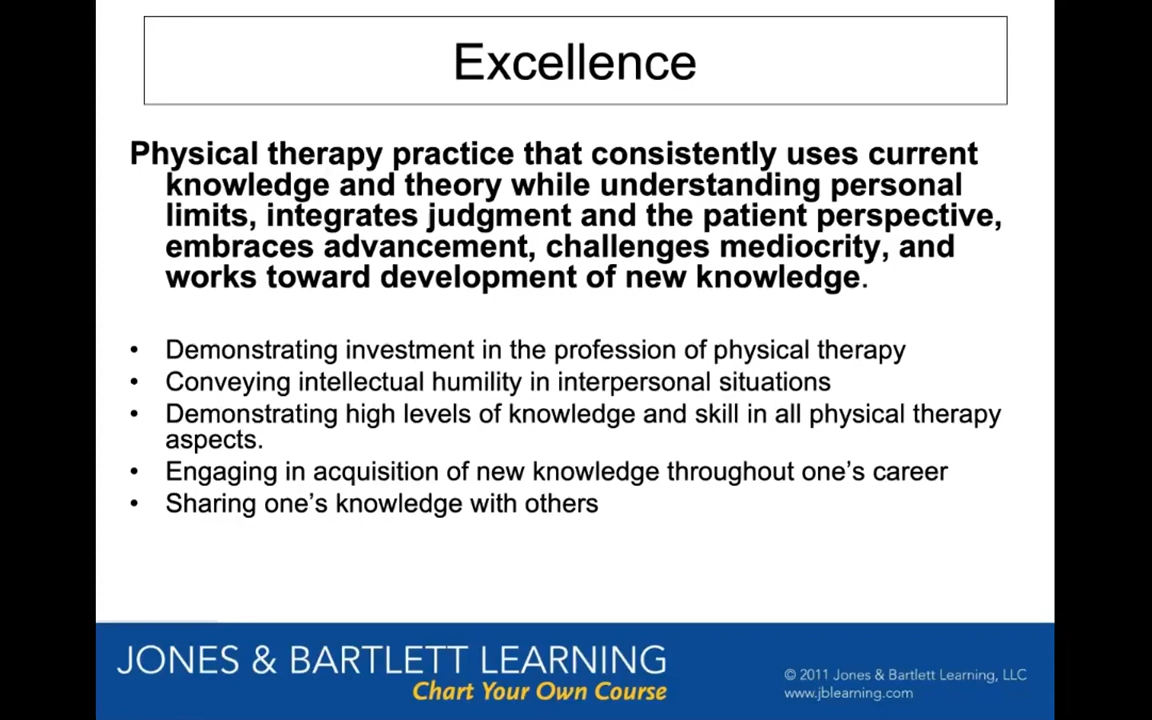 Excellence
Physical therapy practice that consistently uses current
knowledge and theory while understanding personal
limits, integrates judgment and the patient perspective,
embraces advancement, challenges mediocrity, and
works toward development of new knowledge.
• Demonstrating investment in the profession of physical therapy
• Conveying intellectual humility in interpersonal situations
• Demonstrating high levels of knowledge and skill in all physical therapy
aspects.
• Engaging in acquisition of new knowledge throughout one’s career
• Sharing one’s knowledge with others
JONES & BARTLETT LEARNING
Chart Your Own Course
© 2011 Jones & Bartlett Learning, LLC
www.jblearning.com